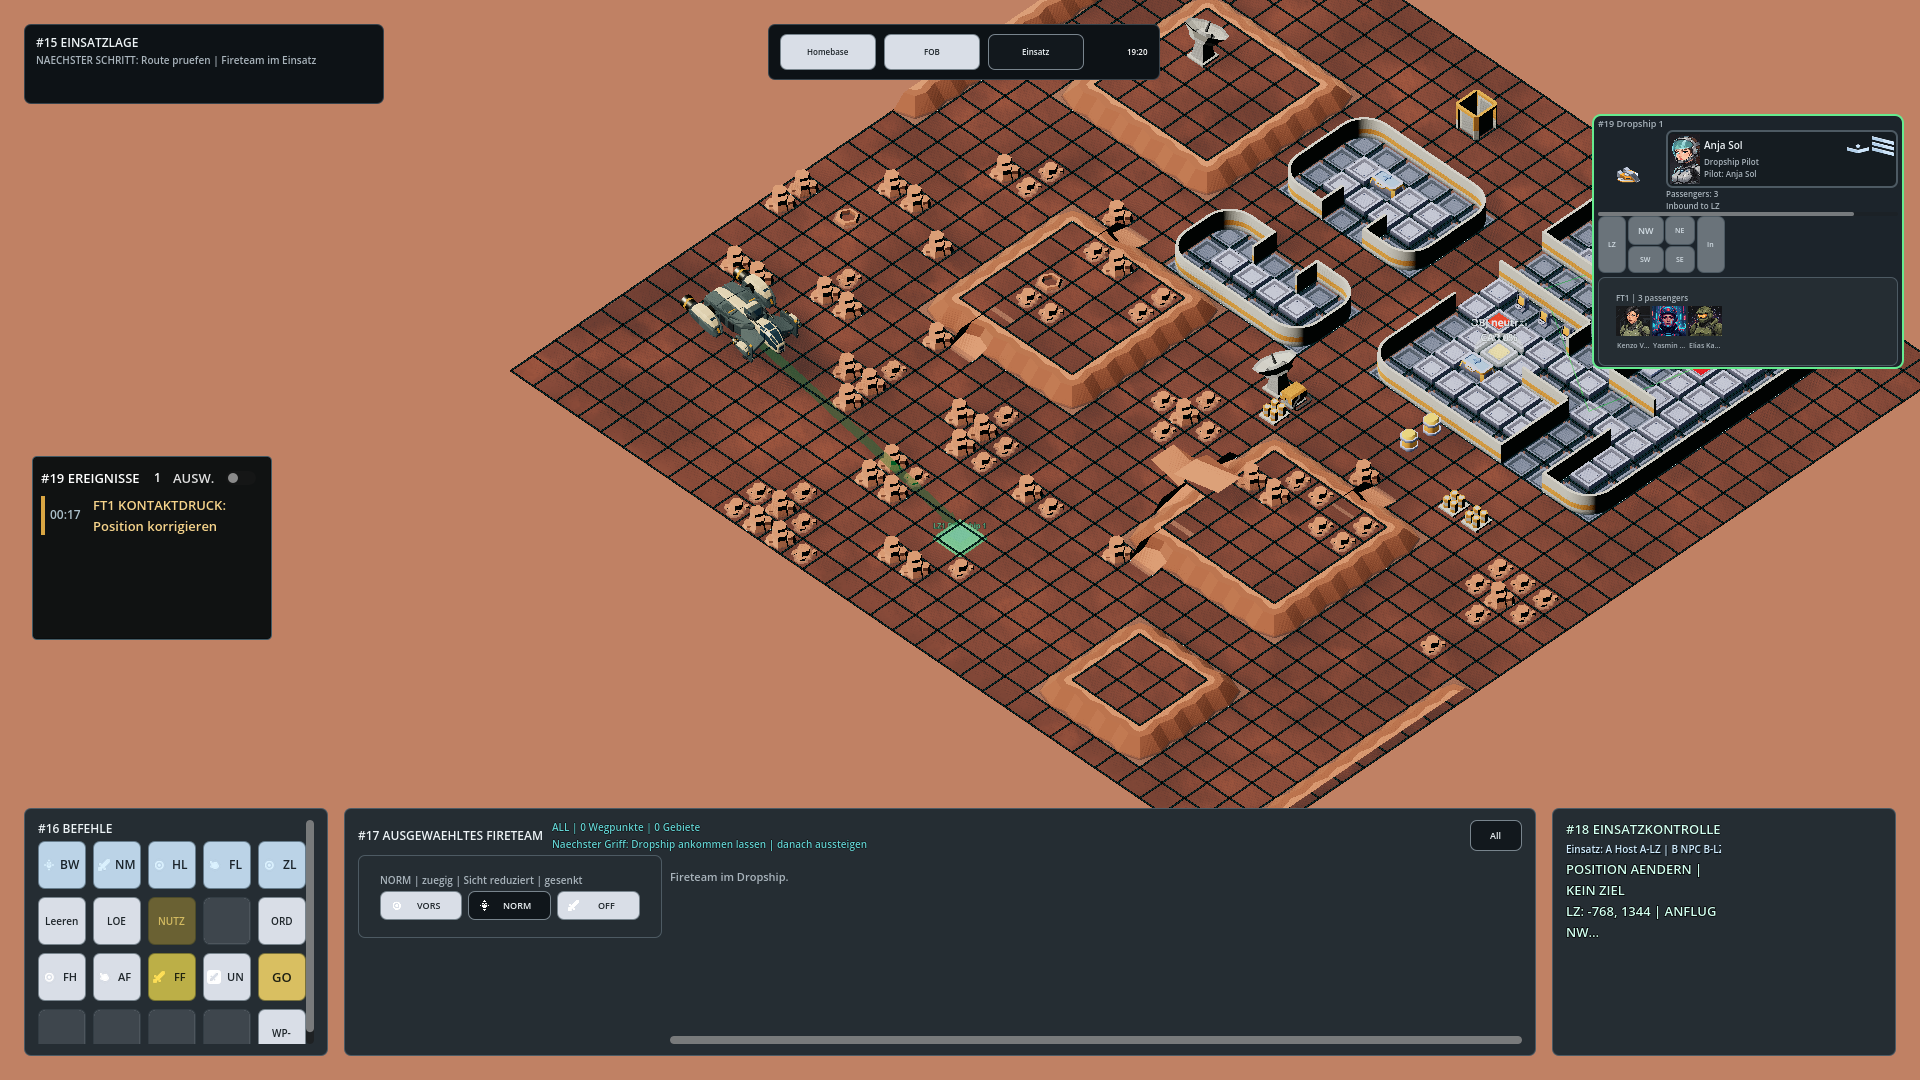 #15 EINSATZLAGE
NAECHSTER SCHRITT: Route pruefen | Fireteam im Einsatz
Homebase
FOB
Einsatz
19:20
#19 Dropship 1
Anja Sol
Dropship Pilot
Pilot: Anja Sol
Passengers: 3
Inbound to LZ
LZ
NW
NE
In
SW
SE
FT1 | 3 passengers
Kenzo V...
Yasmin ...
Elias Ka...
#19 EREIGNISSE
1
AUSW.
00:17
FT1 KONTAKTDRUCK:
Position korrigieren
#16 BEFEHLE
BW
NM
HL
FL
ZL
Leeren
LOE
NUTZ
ORD
FH
AF
FF
UN
GO
WP-
#17 AUSGEWAEHLTES FIRETEAM
ALL | 0 Wegpunkte | 0 Gebiete
Naechster Griff: Dropship ankommen lassen | danach aussteigen
All
NORM | zuegig | Sicht reduziert | gesenkt
VORS
NORM
OFF
Fireteam im Dropship.
#18 EINSATZKONTROLLE
Einsatz: A Host A-LZ | B NPC B-LZ
POSITION AENDERN |
KEIN ZIEL
LZ: -768, 1344 | ANFLUG
NW...